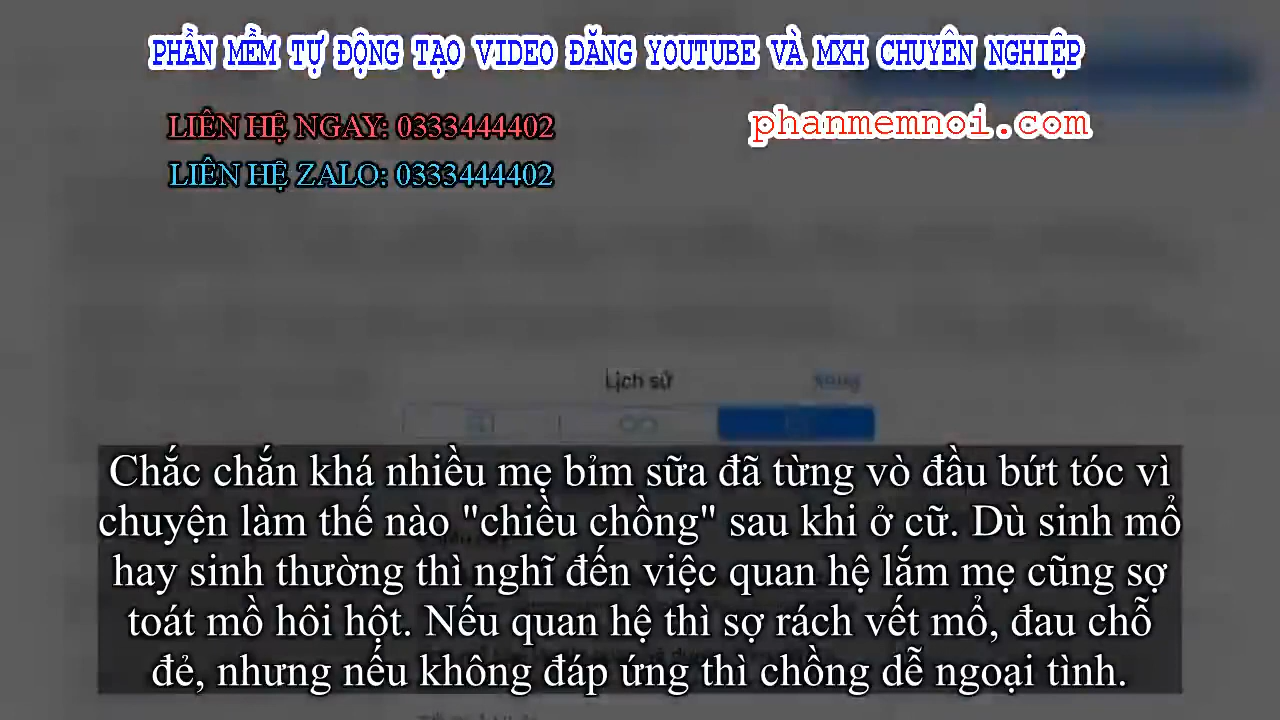 PHẦN MỀM TỰ ĐỘNG TẠO VIDEO ĐĂNG YOUTUBE VÀ MXH CHUYÊN NGHIỆP
LIÊN HỆ NGAY: 0333444402
phanmemnoi.com
LIÊN HỆ ZALO: 0333444402
Lịch sử
Chắc chắn khá nhiều mẹ bỉm sữa đã từng vò đầu bứt tóc vì
chuyện làm thế nào "chiều chồng" sau khi ở cữ. Dù sinh mổ
hay sinh thường thì nghĩ đến việc quan hệ lắm mẹ cũng sợ
toát mồ hôi hột. Nếu quan hệ thì sợ rách vết mổ, đau chỗ
đẻ, nhưng nếu không đáp ứng thì chồng dễ ngoại tình.